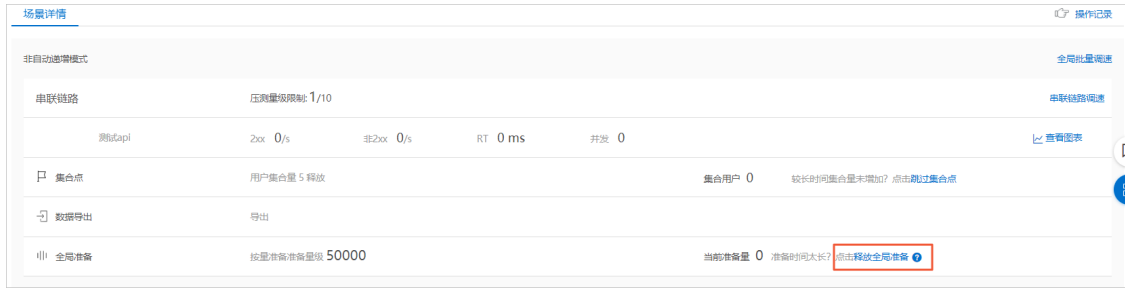 场景详情 操作记录
非自动递增模式 全局批量调速
串联链路 压测量级限制: 1/10 串联链路调速
测试api 2xx 0/s 非2xx 0/s RT 0 ms 并发 0 查看图表
集合点 用户集合量 5 释放 集合用户 0 较长时间集合量未增加? 点击跳过集合点
数据导出 导出
全局准备 按量准备准备量级 50000 当前准备量 0 准备时间太长? 点击释放全局准备 ?